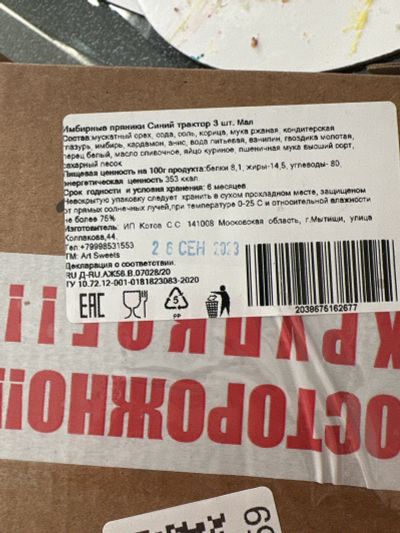 Имбирные пряники Синий трактор 3 шт. Мал
Состав:мускатный орех, сода, соль, корица, мука ржаная, кондитерская
глазурь, имбирь, кардамон, анис, вода питьевая, ванилин, гвоздика молотая,
перец белый, масло сливочное, яйцо куриное, пшеничная мука высший сорт,
сахарный песок
Пищевая ценность на 100г продукта:белки 8,1, жиры-14,5, углеводы- 80,
энергетическая ценность 353 ккал
Срок годности и условия хранения: 6 месяцев
Невскрытую упаковку следует хранить в сухом прохладном месте, защищенном
от прямых солнечных лучей,при температуре 0-25 С и относительной влажности
не более 75%
Изготовитель: ИП Котов С С 141008 Московская область, г.Мытищи, улица
Колпакова,44.
Тел +79998531553
26 СЕН 2023
ТМ: Art Sweets
Декларация о соответствии:
RU Д-RU.АЖ56.В.07028/20
ТУ 10.72.12-001-0181823083-2020
ЕАС
5
PP
2038675162677
ХРУПКОЕ!!!
ОСТОРОЖНО!!!